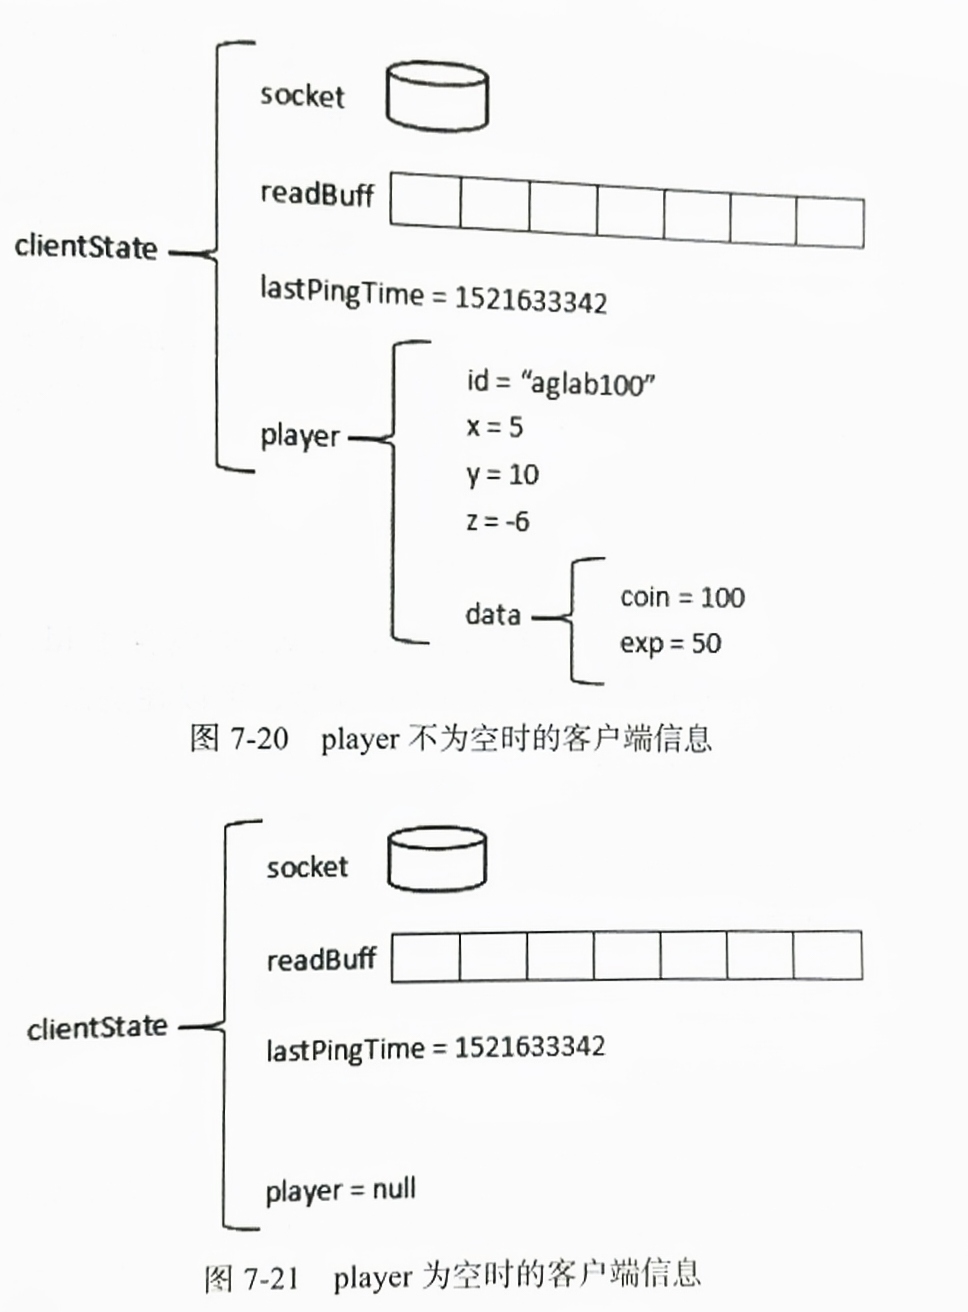 socket
readBuff
clientState
lastPingTime = 1521633342
id = “aglab100”
x = 5
player
y = 10
z = -6
coin = 100
data
exp = 50
图 7-20 player 不为空时的客户端信息
socket
readBuff
clientState
lastPingTime = 1521633342
player = null
图 7-21 player 为空时的客户端信息